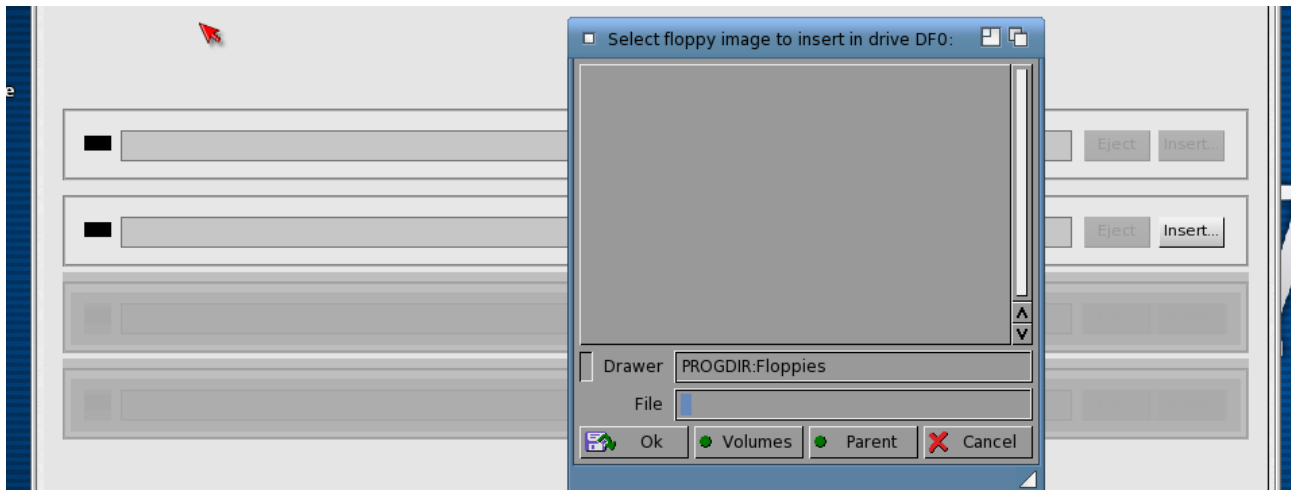 Select floppy image to insert in drive DF0:
e
Eject Insert...
Eject Insert...
Drawer PROGDIR:Floppies
File
Ok Volumes Parent Cancel